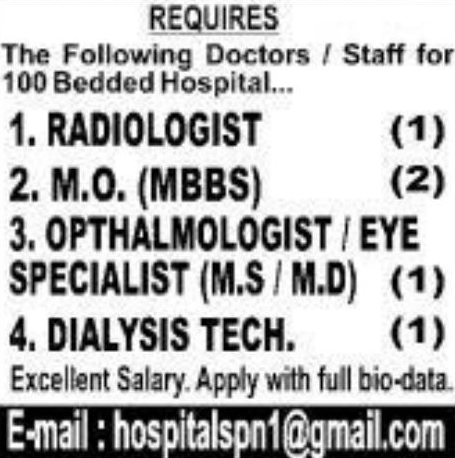 REQUIRES
The Following Doctors / Staff for
100 Bedded Hospital...
1. RADIOLOGIST (1)
2. M.O. (MBBS) (2)
3. OPTHALMOLOGIST / EYE
SPECIALIST (M.S / M.D) (1)
4. DIALYSIS TECH. (1)
Excellent Salary. Apply with full bio-data.
E-mail : hospitalspn1@gmail.com